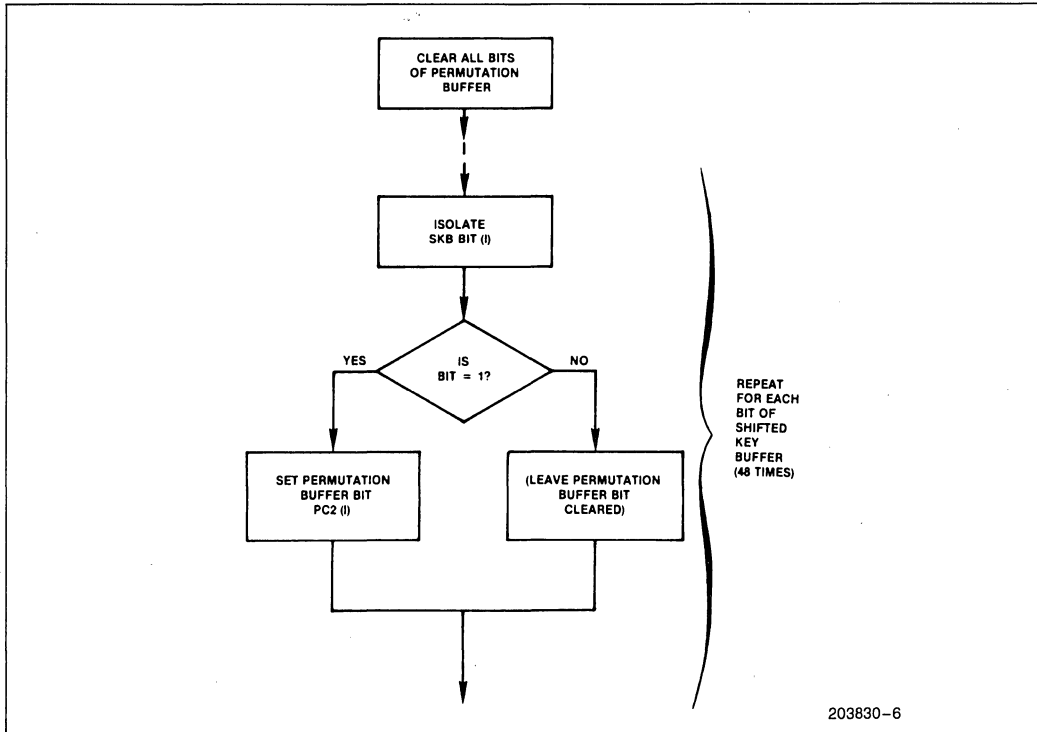 CLEAR ALL BITS
OF PERMUTATION
BUFFER
ISOLATE
SKB BIT (I)
YES
IS
BIT = 1?
NO
SET PERMUTATION
BUFFER BIT
PC2 (I)
(LEAVE PERMUTATION
BUFFER BIT
CLEARED)
REPEAT
FOR EACH
BIT OF
SHIFTED
KEY
BUFFER
(48 TIMES)
203830–6